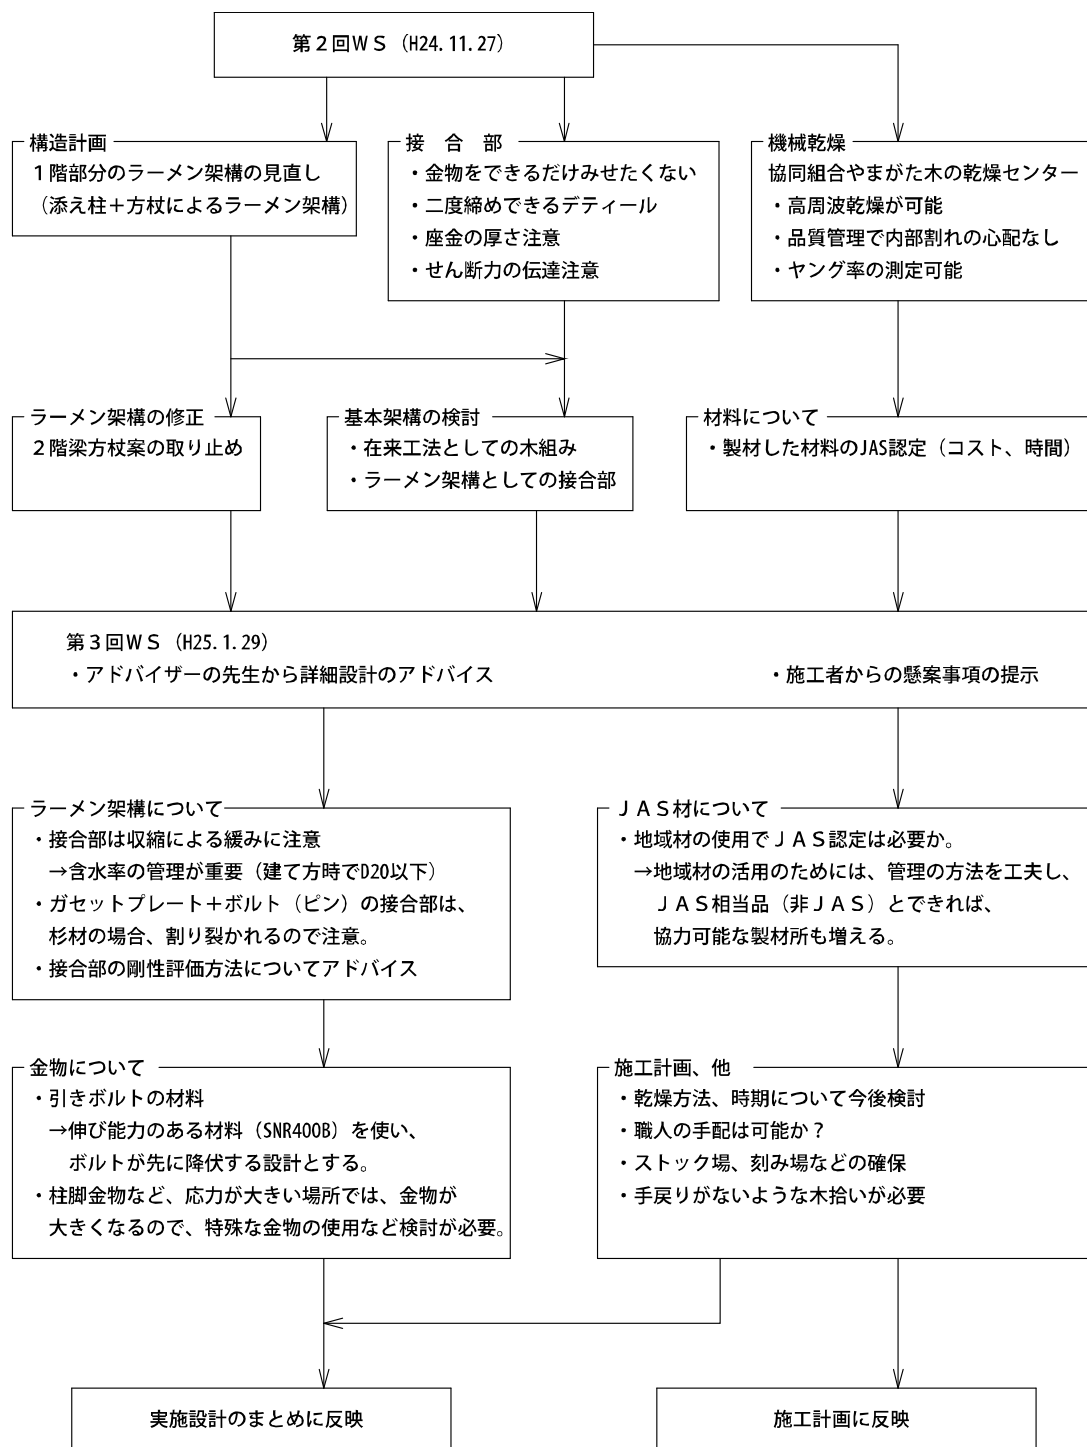 第２回ＷＳ（H24.11.27）
構造計画
１階部分のラーメン架構の見直し
（添え柱＋方杖によるラーメン架構）
接　合　部
・金物をできるだけみせたくない
・二度締めできるデティール
・座金の厚さ注意
・せん断力の伝達注意
機械乾燥
協同組合やまがた木の乾燥センター
・高周波乾燥が可能
・品質管理で内部割れの心配なし
・ヤング率の測定可能
ラーメン架構の修正
２階梁方杖案の取り止め
基本架構の検討
・在来工法としての木組み
・ラーメン架構としての接合部
材料について
・製材した材料のJAS認定（コスト、時間）
第３回ＷＳ（H25.1.29）
・アドバイザーの先生から詳細設計のアドバイス
・施工者からの懸案事項の提示
ラーメン架構について
・接合部は収縮による緩みに注意
→含水率の管理が重要（建て方時でD20以下）
・ガセットプレート＋ボルト（ピン）の接合部は、
杉材の場合、割り裂かれるので注意。
・接合部の剛性評価方法についてアドバイス
ＪＡＳ材について
・地域材の使用でＪＡＳ認定は必要か。
→地域材の活用のためには、管理の方法を工夫し、
ＪＡＳ相当品（非ＪＡＳ）とできれば、
協力可能な製材所も増える。
金物について
・引きボルトの材料
→伸び能力のある材料（SNR400B）を使い、
ボルトが先に降伏する設計とする。
・柱脚金物など、応力が大きい場所では、金物が
大きくなるので、特殊な金物の使用など検討が必要。
施工計画、他
・乾燥方法、時期について今後検討
・職人の手配は可能か？
・ストック場、刻み場などの確保
・手戻りがないような木拾いが必要
実施設計のまとめに反映
施工計画に反映